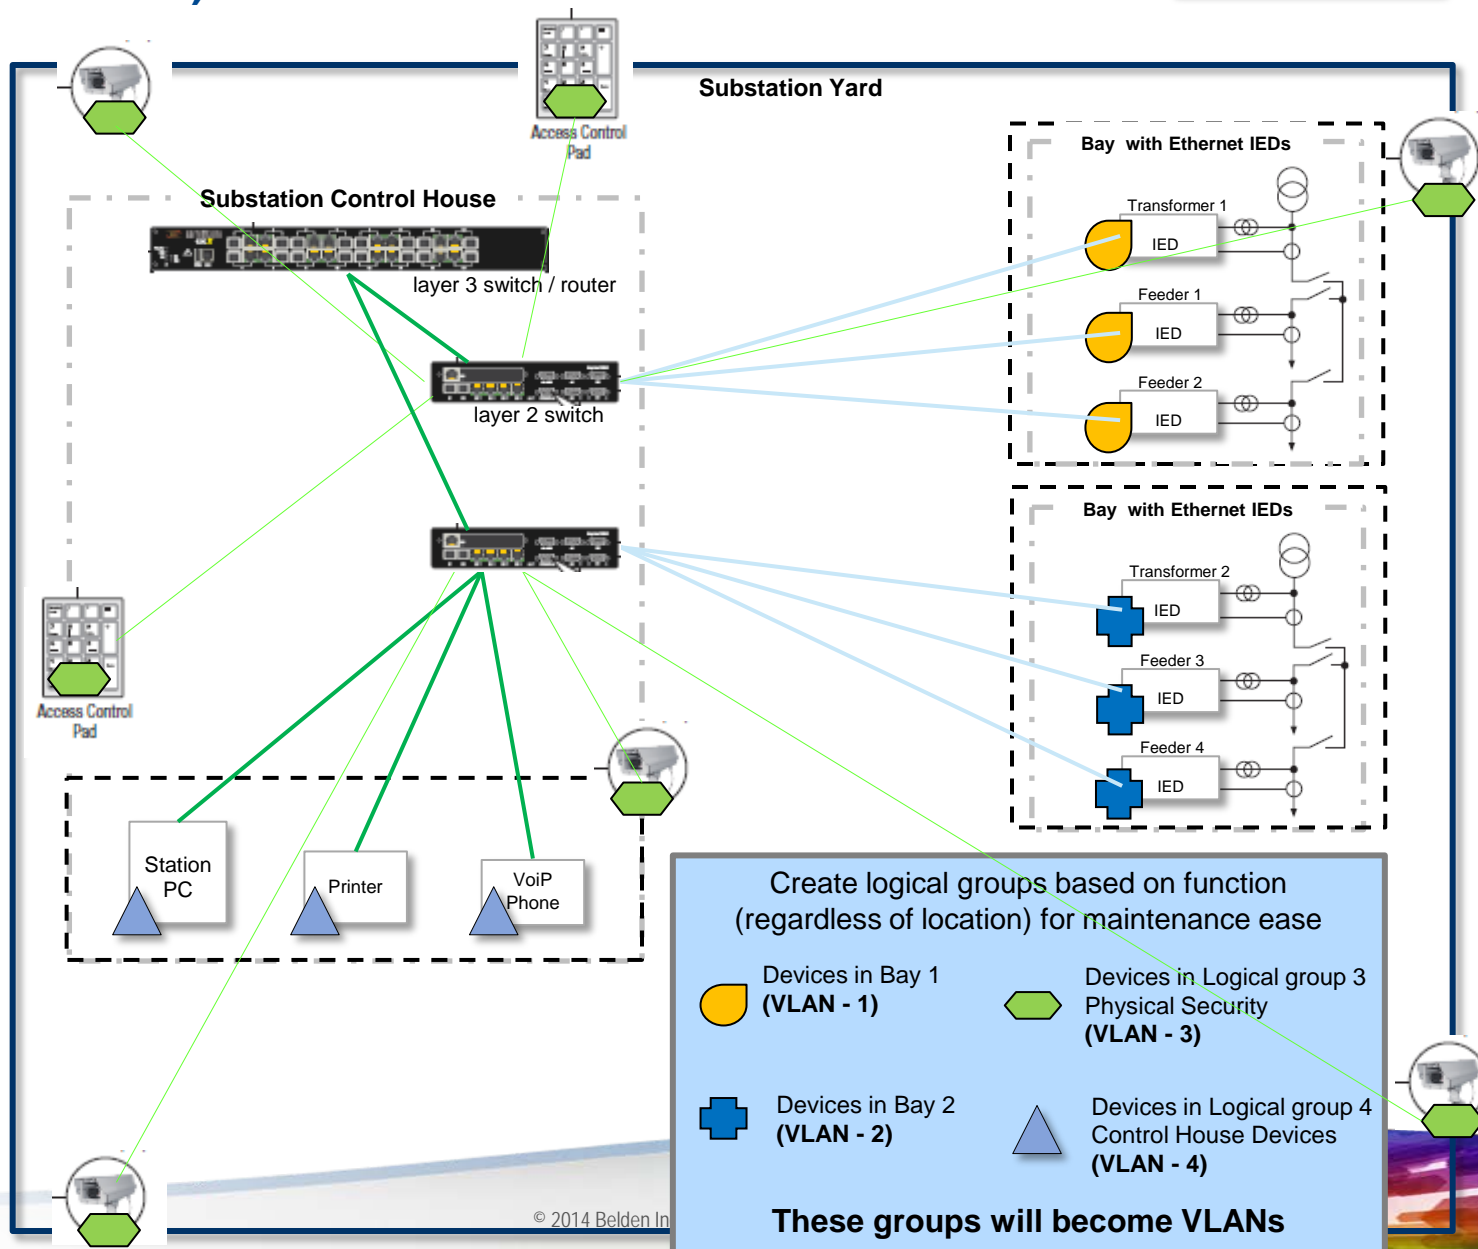 Substation Yard
Access Control
Pad
Substation Control House
layer 3 switch / router
layer 2 switch
Bay with Ethernet IEDs
Transformer 1
IED
Feeder 1
IED
Feeder 2
IED
Bay with Ethernet IEDs
Transformer 2
IED
Feeder 3
IED
Feeder 4
IED
Access Control
Pad
Station
PC
Printer
VoiP
Phone
Create logical groups based on function
(regardless of location) for maintenance ease
Devices in Bay 1
(VLAN - 1)
Devices in Logical group 3
Physical Security
(VLAN - 3)
Devices in Bay 2
(VLAN - 2)
Devices in Logical group 4
Control House Devices
(VLAN - 4)
These groups will become VLANs
© 2014 Belden In